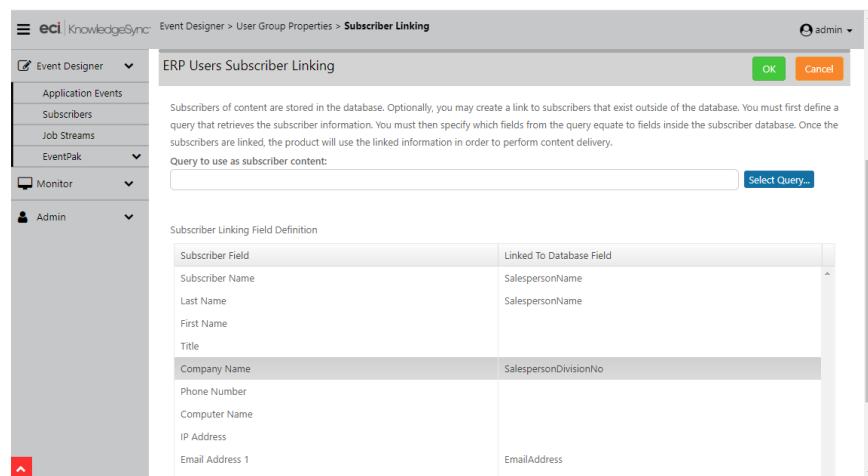 eci KnowledgeSync
Event Designer > User Group Properties > Subscriber Linking
admin
Event Designer
Application Events
Subscribers
Job Streams
EventPak
Monitor
Admin
ERP Users Subscriber Linking
OK
Cancel
Subscribers of content are stored in the database. Optionally, you may create a link to subscribers that exist outside of the database. You must first define a
query that retrieves the subscriber information. You must then specify which fields from the query equate to fields inside the subscriber database. Once the
subscribers are linked, the product will use the linked information in order to perform content delivery.
Query to use as subscriber content:
Select Query...
Subscriber Linking Field Definition
Subscriber Field Linked To Database Field
Subscriber Name SalespersonName
Last Name SalespersonName
First Name
Title
Company Name SalespersonDivisionNo
Phone Number
Computer Name
IP Address
Email Address 1 EmailAddress